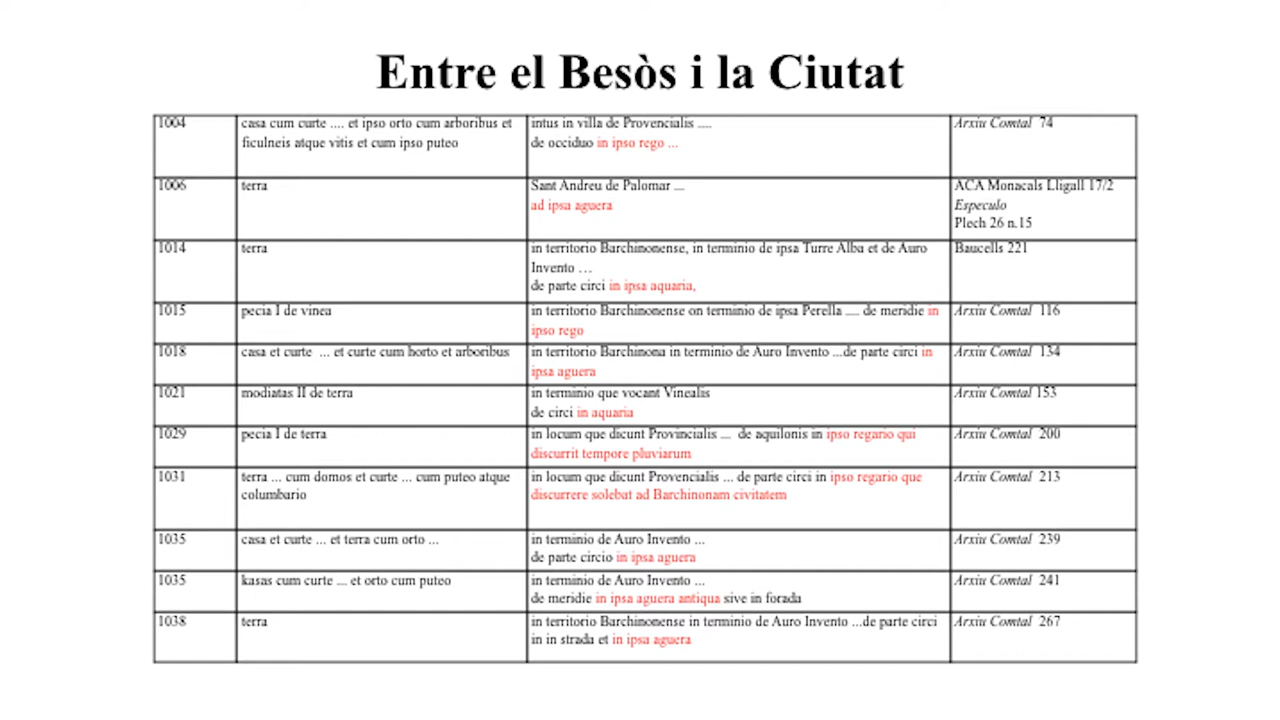 Entre el Besòs i la Ciutat
1004
casa cum curte .... et ipso orto cum arboribus et
ficulneis atque vitis et cum ipso puteo
intus in villa de Provencialis ....
de occiduo in ipso rego ...
Arxiu Comtal 74
1006
terra
Sant Andreu de Palomar ...
ad ipsa aguera
ACA Monacals Lligall 17/2
Especulo
Plech 26 n.15
1014
terra
in territorio Barchinonense, in terminio de ipsa Turre Alba et de Auro
Invento …
de parte circi in ipsa aquaria,
Baucells 221
1015
pecia I de vinea
in territorio Barchinonense on terminio de ipsa Perella .... de meridie in
ipso rego
Arxiu Comtal 116
1018
casa et curte ... et curte cum horto et arboribus
in territorio Barchinona in terminio de Auro Invento ...de parte circi in
ipsa aguera
Arxiu Comtal 134
1021
modiatas II de terra
in terminio que vocant Vinealis
de circi in aquaria
Arxiu Comtal 153
1029
pecia I de terra
in locum que dicunt Provincialis ... de aquilonis in ipso regario qui
discurrit tempore pluviarum
Arxiu Comtal 200
1031
terra ... cum domos et curte ... cum puteo atque
columbario
in locum que dicunt Provencialis ... de parte circi in ipso regario que
discurrere solebat ad Barchinonam civitatem
Arxiu Comtal 213
1035
casa et curte ... et terra cum orto ...
in terminio de Auro Invento ...
de parte circio in ipsa aguera
Arxiu Comtal 239
1035
kasas cum curte ... et orto cum puteo
in terminio de Auro Invento ...
de meridie in ipsa aguera antiqua sive in forada
Arxiu Comtal 241
1038
terra
in territorio Barchinonense in terminio de Auro Invento ...de parte circi
in in strada et in ipsa aguera
Arxiu Comtal 267